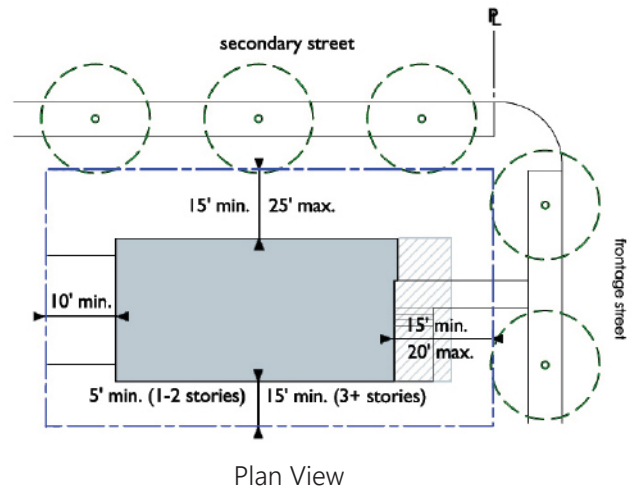 ℄
secondary street
15' min. 25' max.
10' min.
15' min.
20' max.
frontage street
5' min. (1-2 stories) 15' min. (3+ stories)
Plan View